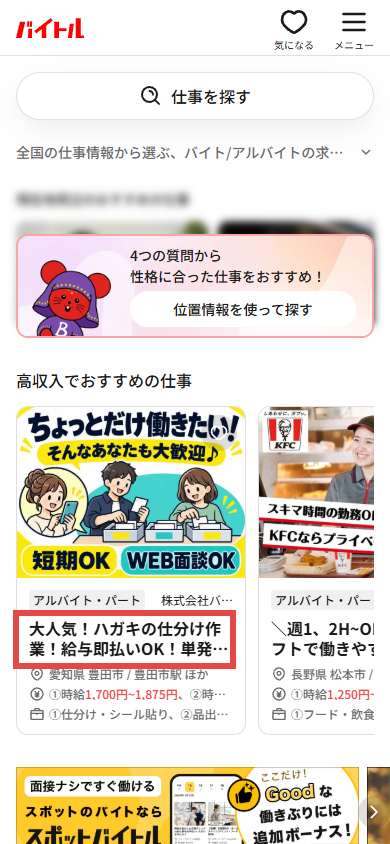 バイトル
気になる
メニュー
仕事を探す
全国の仕事情報から選ぶ、バイト/アルバイトの求…
4つの質問から
性格に合った仕事をおすすめ！
位置情報を使って探す
B
高収入でおすすめの仕事
ちょっとだけ働きたい!
そんなあなたも大歓迎♪
短期OK
WEB面談OK
アルバイト・パート
株式会社バ…
大人気！ハガキの仕分け作
業！給与即払いOK！単発…
愛知県 豊田市 / 豊田市駅 ほか
①時給1,700円~1,875円、②時…
①仕分け・シール貼り、②品出…
しあわせに、ガブッ。
KFC
スキマ時間の勤務O
KFCならプライベ
アルバイト・パート
＼週1、2H~O
フトで働きやす
長野県 松本市 /
①時給1,250円~
①フード・飲食
面接ナシですぐ働ける
スポットのバイトなら
スポットバイトル
ここだけ！
Goodな
働きぶりには
追加ボーナス！